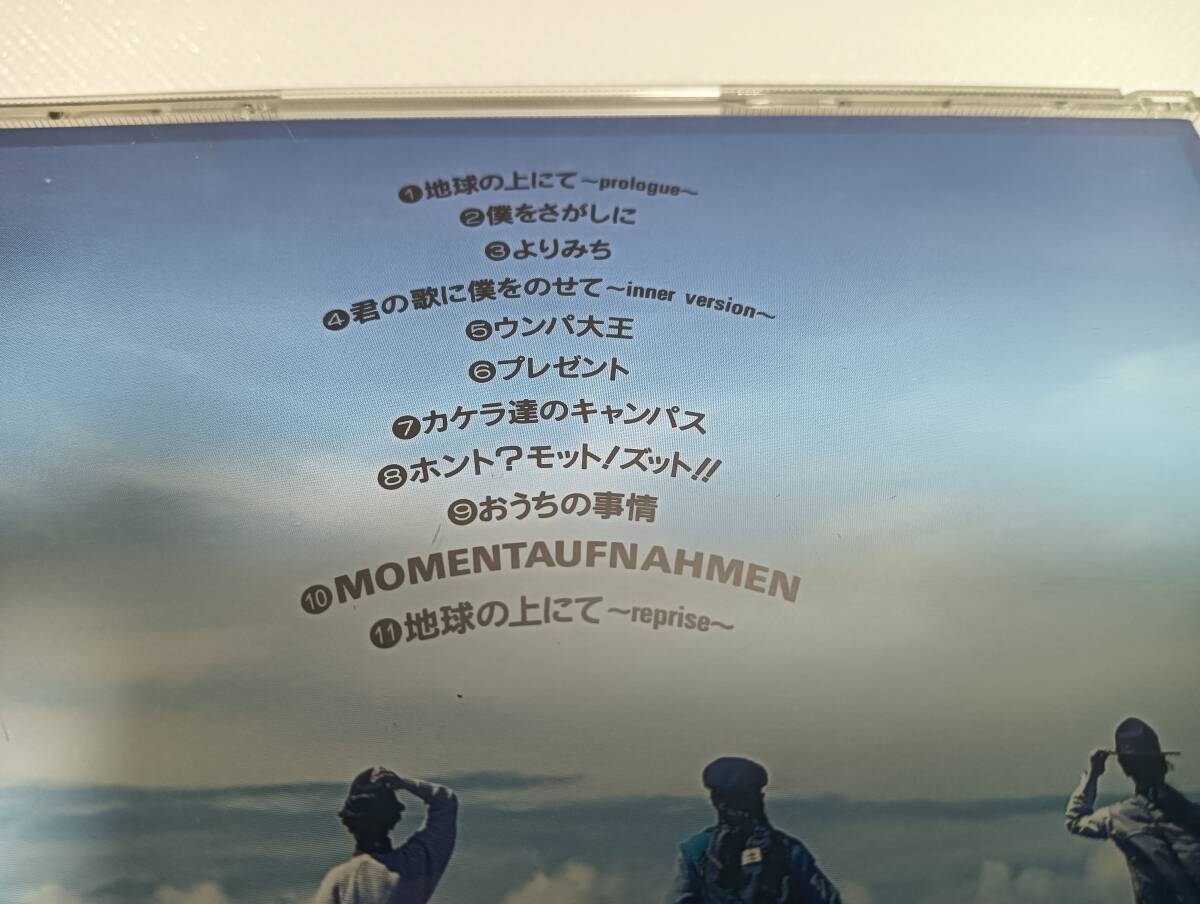 ❶地球の上にて～prologue～
❷僕をさがしに
❸よりみち
❹君の歌に僕をのせて～inner version～
❺ウンパ大王
❻プレゼント
❼カケラ達のキャンパス
❽ホント？モット！ズット!!
❾おうちの事情
❿MOMENTAUFNAHMEN
⓫地球の上にて～reprise～